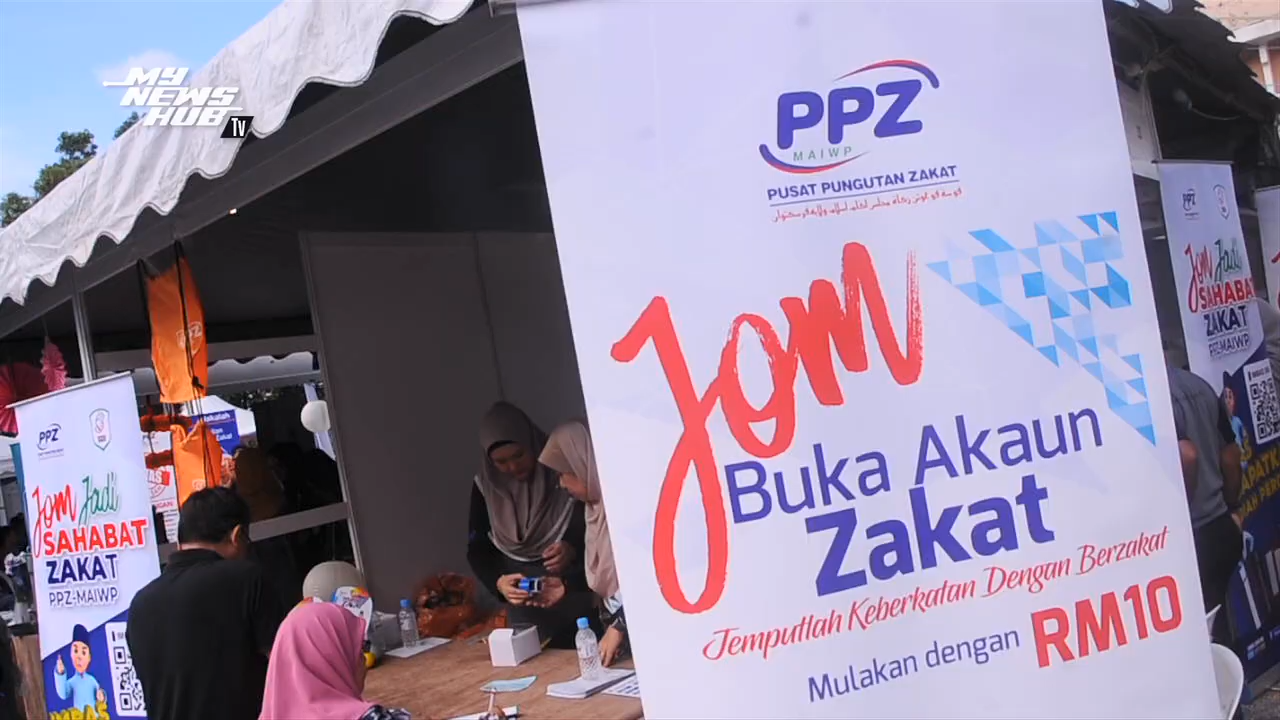 MY
NEWS
HUB
Tv
PPZ
MAIWP
PUSAT PUNGUTAN ZAKAT
Jom
Buka Akaun
Zakat
Jemputlah Keberkatan Dengan Berzakat
Mulakan dengan RM10
PPZ
Jom Jadi
SAHABAT
ZAKAT
PPZ-MAIWP
PPZ
PPZ
Jom Jadi
SAHABAT
ZAKAT
PPZ-MAIWP